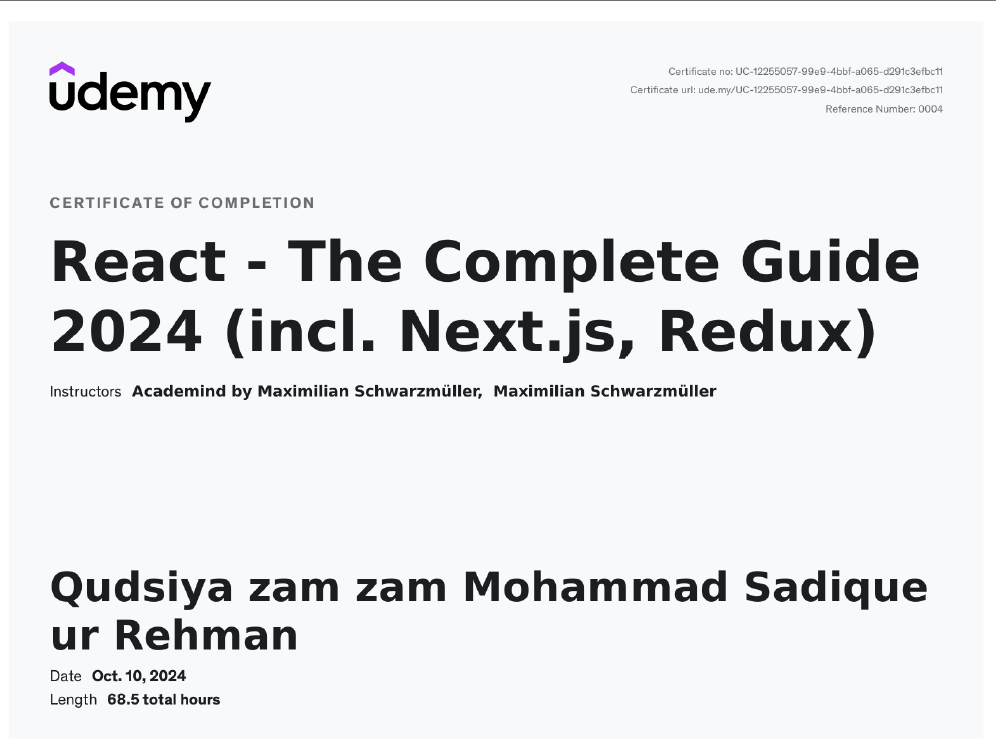 udemy
Certificate no: UC-12255057-99e9-4bbf-a065-d291c3efbc11
Certificate url: ude.my/UC-12255057-99e9-4bbf-a065-d291c3efbc11
Reference Number: 0004
CERTIFICATE OF COMPLETION
React - The Complete Guide
2024 (incl. Next.js, Redux)
Instructors Academind by Maximilian Schwarzmüller, Maximilian Schwarzmüller
Qudsiya zam zam Mohammad Sadique
ur Rehman
Date Oct. 10, 2024
Length 68.5 total hours